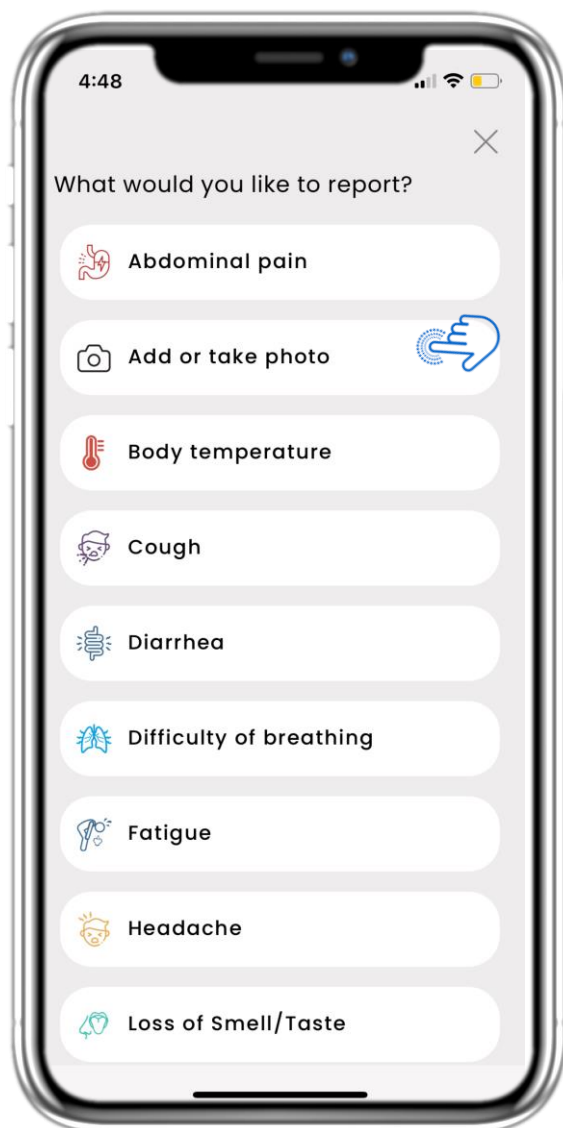 4:48
What would you like to report?
Abdominal pain
Add or take photo
Body temperature
Cough
Diarrhea
Difficulty of breathing
Fatigue
Headache
Loss of Smell/Taste